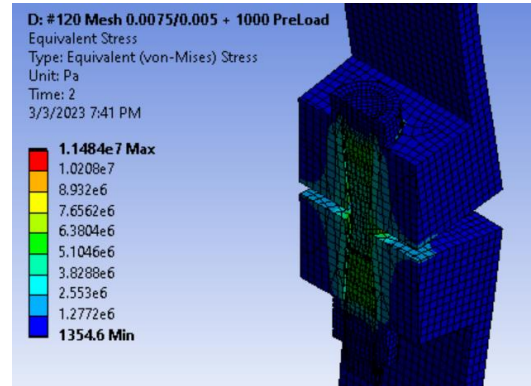 D: #120 Mesh 0.0075/0.005 + 1000 PreLoad
Equivalent Stress
Type: Equivalent (von-Mises) Stress
Unit: Pa
Time: 2
3/3/2023 7:41 PM
1.1484e7 Max
1.0208e7
8.932e6
7.6562e6
6.3804e6
5.1046e6
3.8288e6
2.553e6
1.2772e6
1354.6 Min